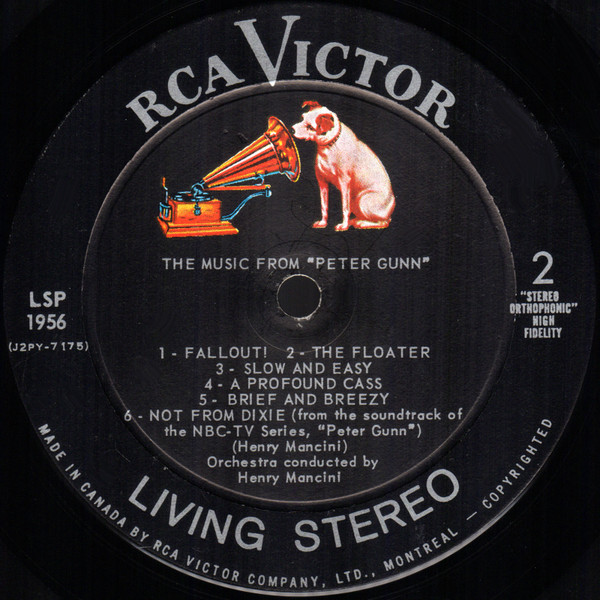 RCA VICTOR
THE MUSIC FROM "PETER GUNN"
LSP
1956
(J2PY-7175)
2
"STEREO
ORTHOPHONIC"
HIGH
FIDELITY
1 - FALLOUT!  2 - THE FLOATER
3 - SLOW AND EASY
4 - A PROFOUND CASS
5 - BRIEF AND BREEZY
6 - NOT FROM DIXIE (from the soundtrack of
the NBC-TV Series, "Peter Gunn")
(Henry Mancini)
Orchestra conducted by
Henry Mancini
LIVING STEREO
MADE IN CANADA BY RCA VICTOR COMPANY, LTD., MONTREAL — COPYRIGHTED